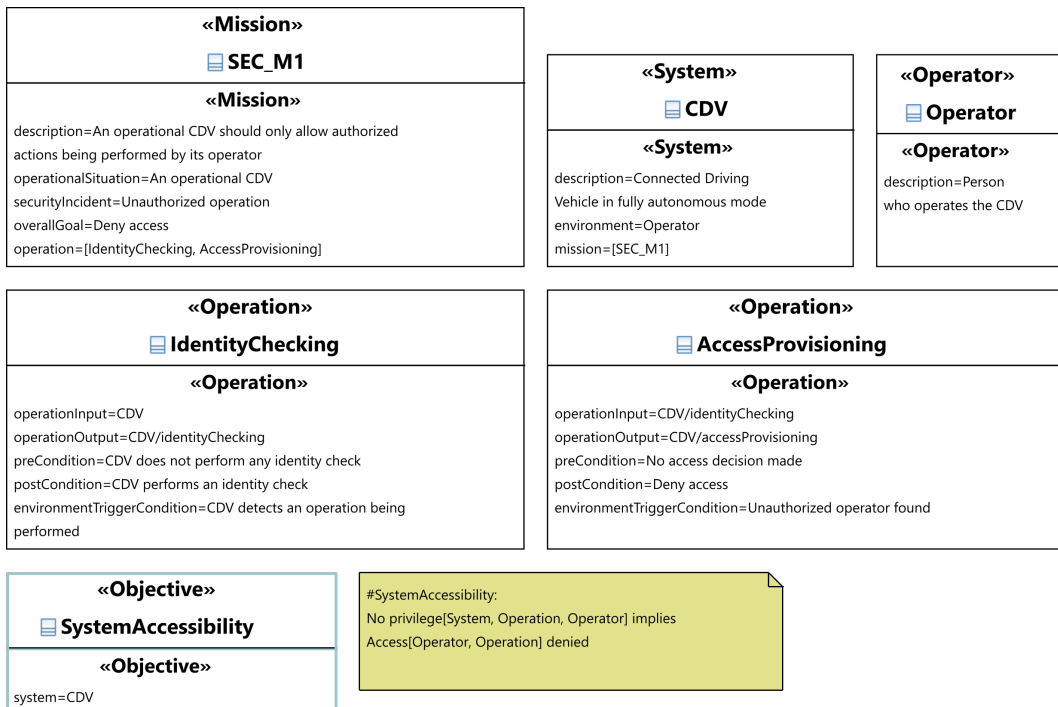 «Mission»
SEC_M1
«Mission»
description=An operational CDV should only allow authorized
actions being performed by its operator
operationalSituation=An operational CDV
securityIncident=Unauthorized operation
overallGoal=Deny access
operation=[IdentityChecking, AccessProvisioning]
«System»
CDV
«System»
description=Connected Driving
Vehicle in fully autonomous mode
environment=Operator
mission=[SEC_M1]
«Operator»
Operator
«Operator»
description=Person
who operates the CDV
«Operation»
IdentityChecking
«Operation»
operationInput=CDV
operationOutput=CDV/identityChecking
preCondition=CDV does not perform any identity check
postCondition=CDV performs an identity check
environmentTriggerCondition=CDV detects an operation being
performed
«Operation»
AccessProvisioning
«Operation»
operationInput=CDV/identityChecking
operationOutput=CDV/accessProvisioning
preCondition=No access decision made
postCondition=Deny access
environmentTriggerCondition=Unauthorized operator found
«Objective»
SystemAccessibility
«Objective»
system=CDV
#SystemAccessibility:
No privilege[System, Operation, Operator] implies
Access[Operator, Operation] denied